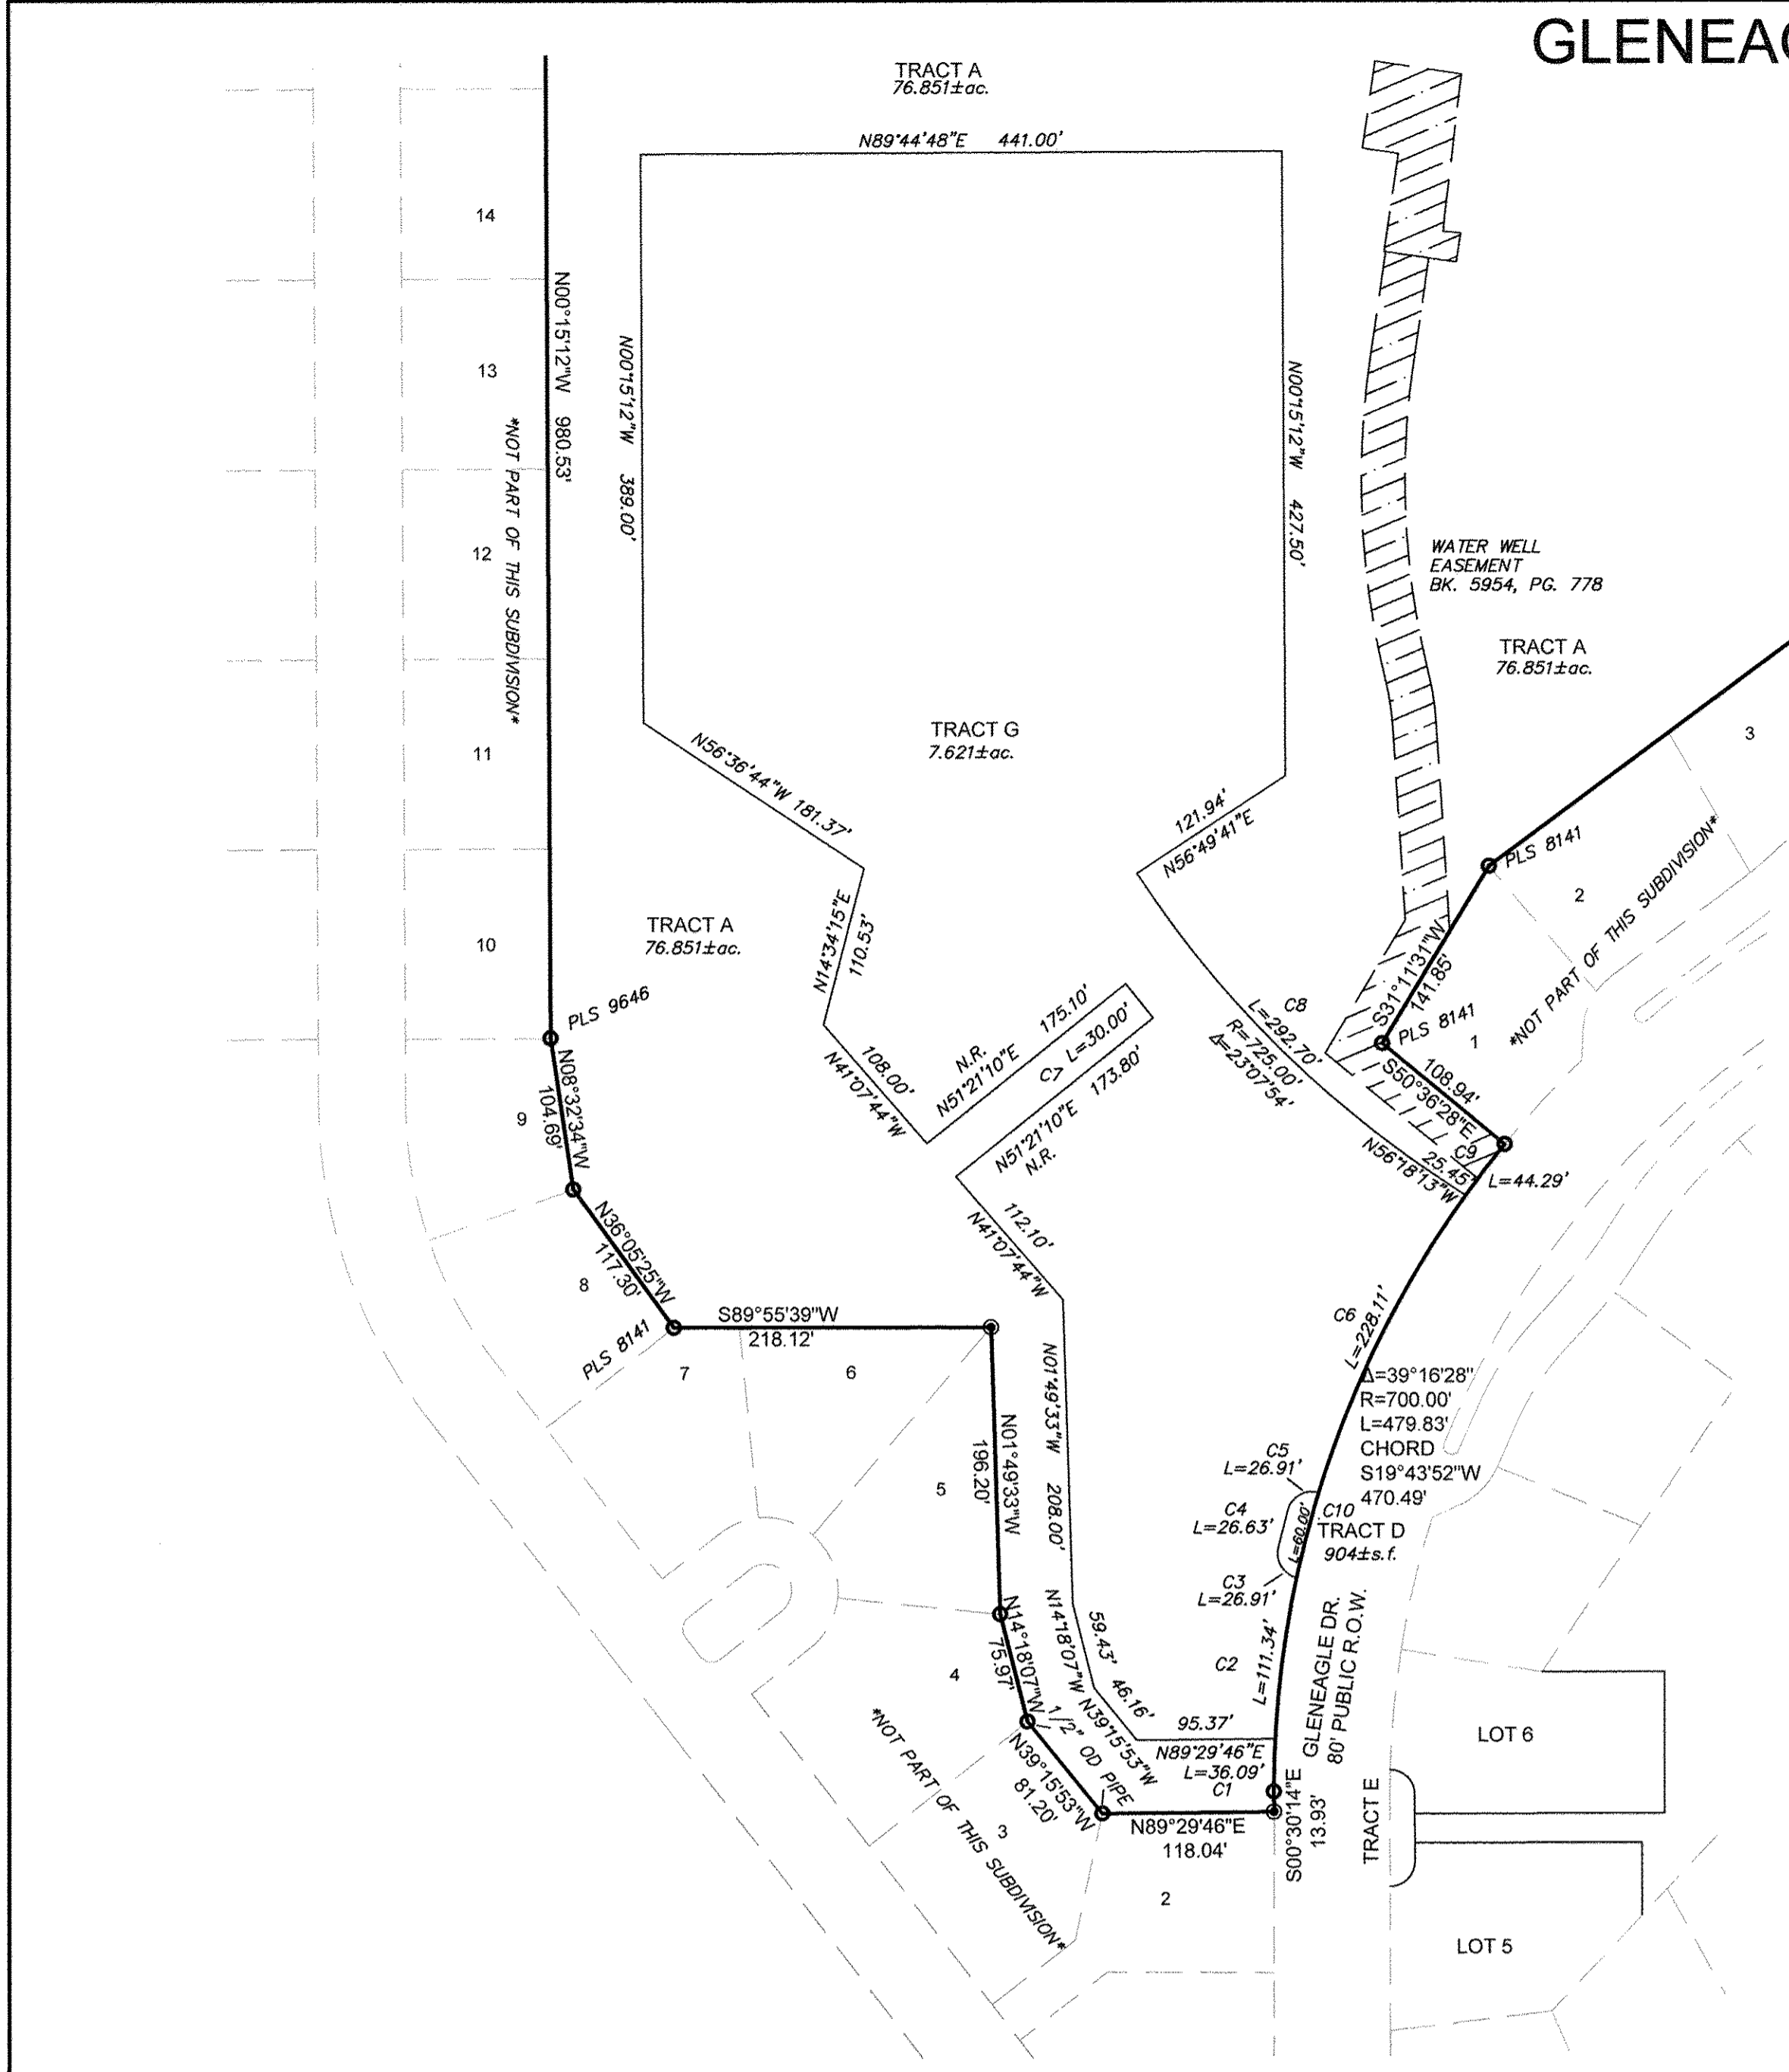 GLENEAG
TRACT A
76.851±ac.
N89°44'48"E 441.00'
14
13
12
11
10
9
8
7
6
5
4
3
2
N00°15'12"W 980.53'
*NOT PART OF THIS SUBDIVISION*
N00°15'12"W 389.00'
N00°15'12"W 427.50'
WATER WELL
EASEMENT
BK. 5954, PG. 778
TRACT A
76.851±ac.
3
TRACT G
7.621±ac.
N56°36'44"W 181.37'
121.94'
N56°49'41"E
PLS 8141
2
*NOT PART OF THIS SUBDIVISION*
TRACT A
76.851±ac.
N14°34'15"E
110.53'
S31°11'31"W
141.85'
PLS 8141
1
PLS 9646
C8
L=292.70'
R=725.00'
Δ=23°07'54"
175.10'
N.R.
N51°21'10"E
C7 L=30.00'
108.00'
N41°07'44"W
108.94'
S50°36'28"E
N08°32'34"W
104.69'
173.80'
N51°21'10"E
N.R.
C9
25.45'
N56°18'13"W
L=44.29'
N36°05'25"W
117.30'
112.10'
N41°07'44"W
S89°55'39"W
218.12'
PLS 8141
C6
L=228.11'
Δ=39°16'28"
R=700.00'
L=479.83'
CHORD
S19°43'52"W
470.49'
N01°49'33"W
196.20'
N01°49'33"W 208.00'
C5
L=26.91'
C4
L=26.63'
L=60.00'
C10
TRACT D
904±s.f.
C3
L=26.91'
N14°18'07"W
75.97'
59.43'
N14°18'07"W
C2
L=111.34'
GLENEAGLE DR.
80' PUBLIC R.O.W.
46.16'
N39°15'53"W
95.37'
N89°29'46"E
L=36.09'
C1
1/2" OD PIPE
N39°15'53"W
81.20'
*NOT PART OF THIS SUBDIVISION*
N89°29'46"E
118.04'
S00°30'14"E
13.93'
TRACT E
LOT 6
LOT 5